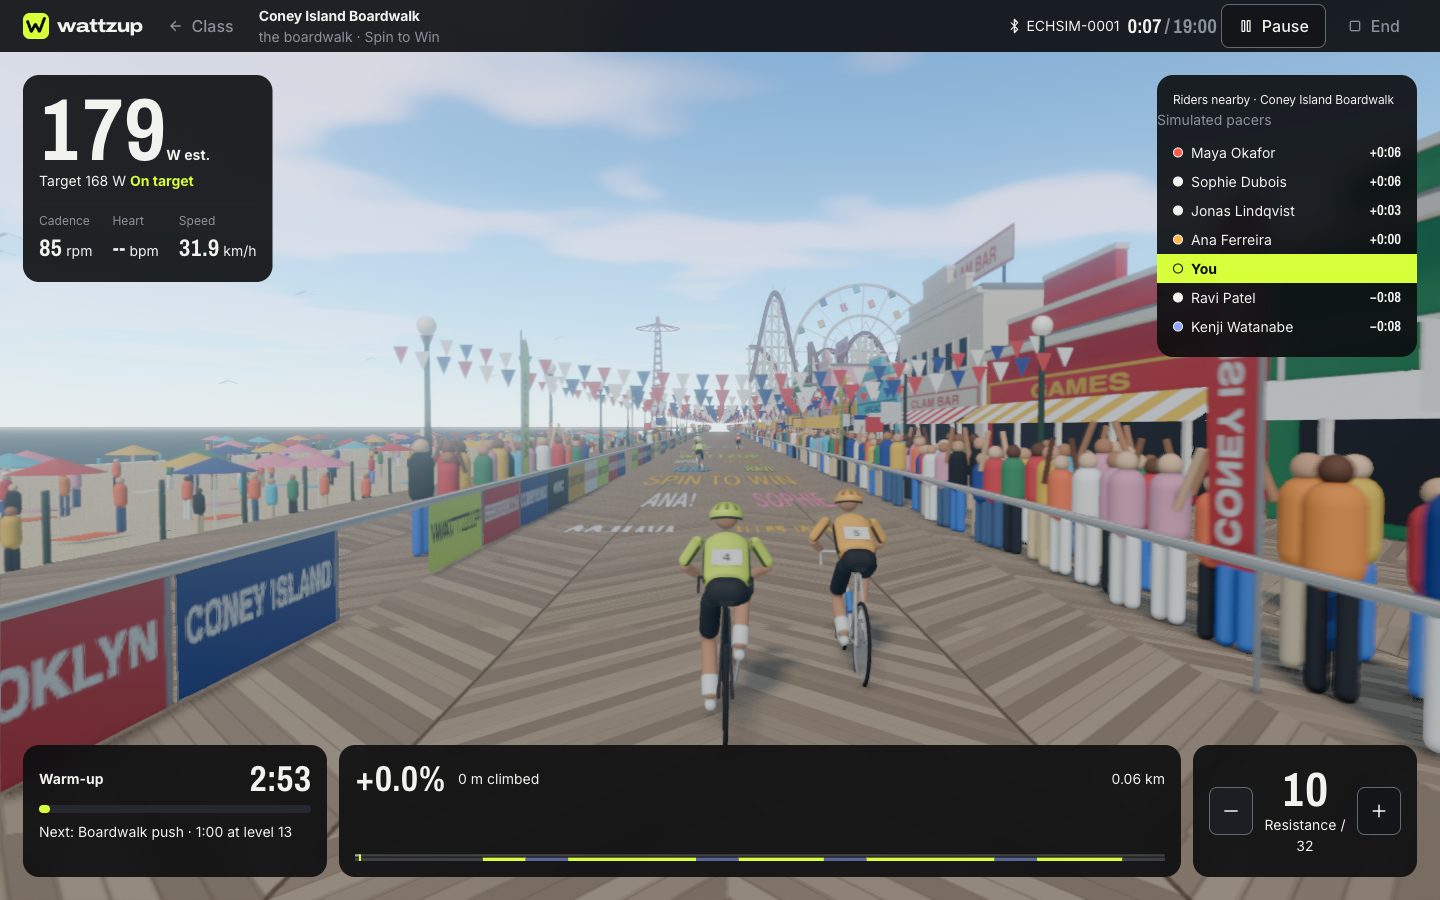 wattzup
Class
Coney Island Boardwalk
the boardwalk · Spin to Win
ECHSIM-0001 0:07 / 19:00
Pause
End
179 W est.
Target 168 W On target
Cadence Heart Speed
85 rpm -- bpm 31.9 km/h
Riders nearby · Coney Island Boardwalk
Simulated pacers
Maya Okafor +0:06
Sophie Dubois +0:06
Jonas Lindqvist +0:03
Ana Ferreira +0:00
You
Ravi Patel −0:08
Kenji Watanabe −0:08
CLAM BAR
GAMES
CONEY IS
SPIN TO WIN
ANA! SOPHIE
4
5
CONEY ISLAND
OKLYN
Warm-up 2:53
Next: Boardwalk push · 1:00 at level 13
+0.0% 0 m climbed 0.06 km
10
Resistance /
32